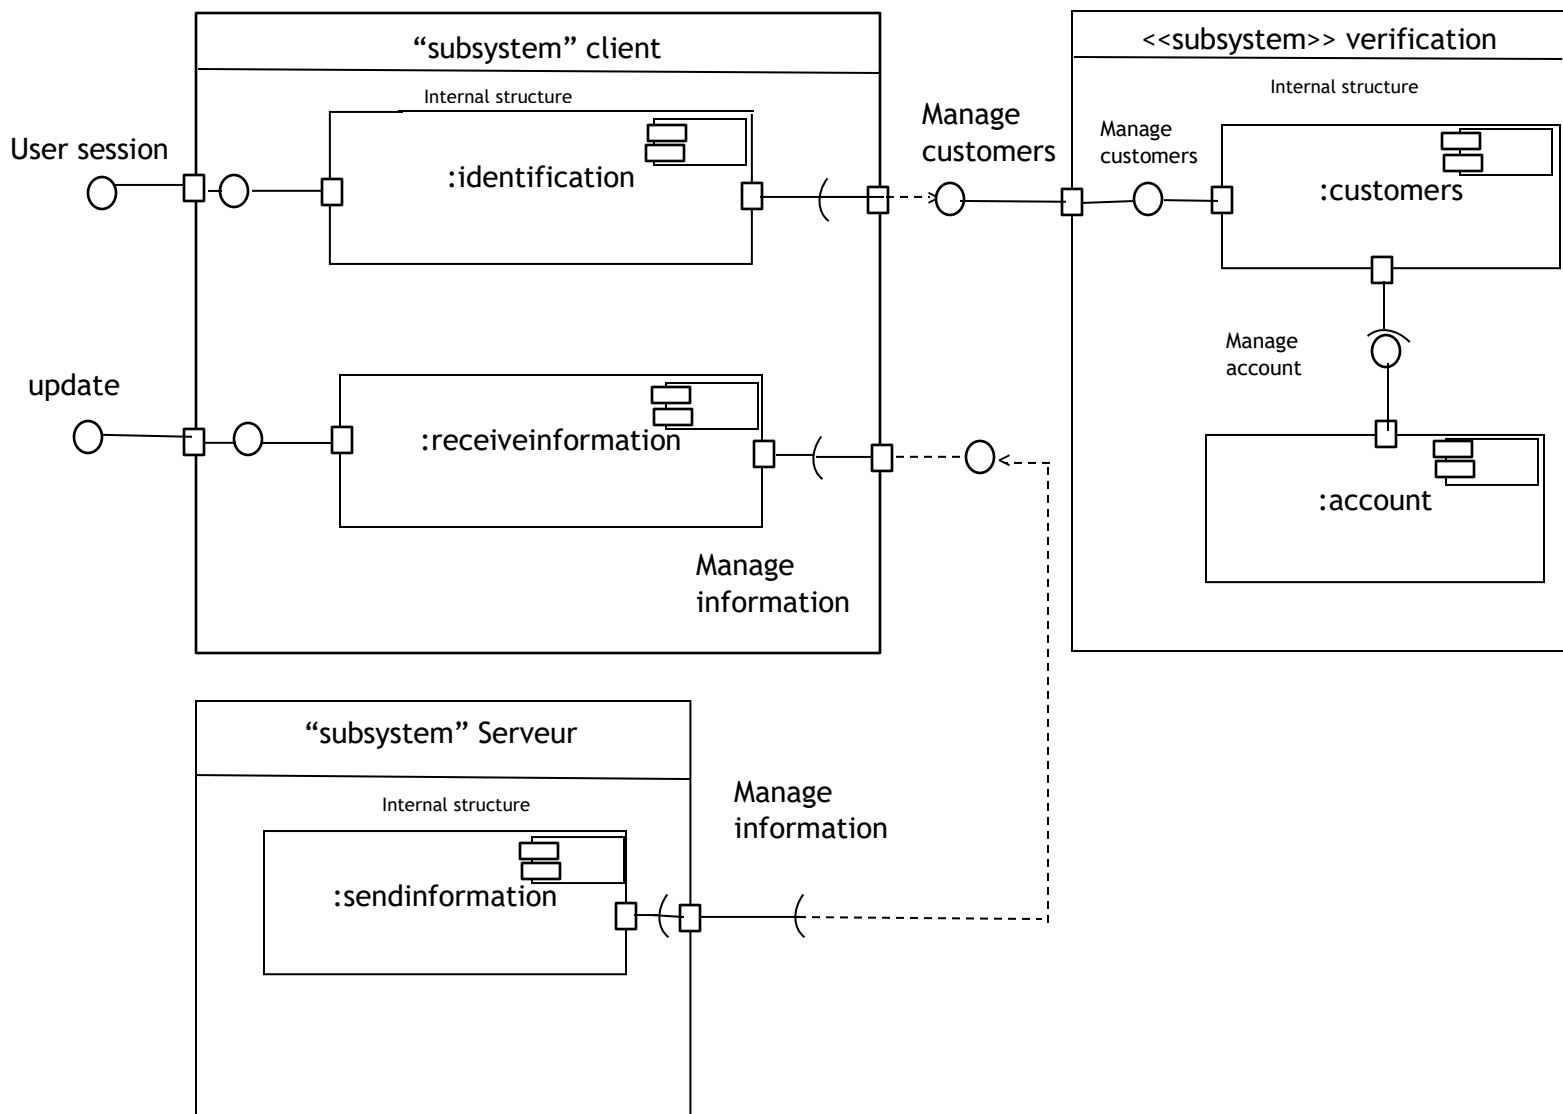 “subsystem” client
<<subsystem>> verification
Internal structure
Internal structure
User session
:identification
Manage
customers
Manage
customers
:customers
update
:receiveinformation
Manage
account
:account
Manage
information
“subsystem” Serveur
Internal structure
Manage
information
:sendinformation